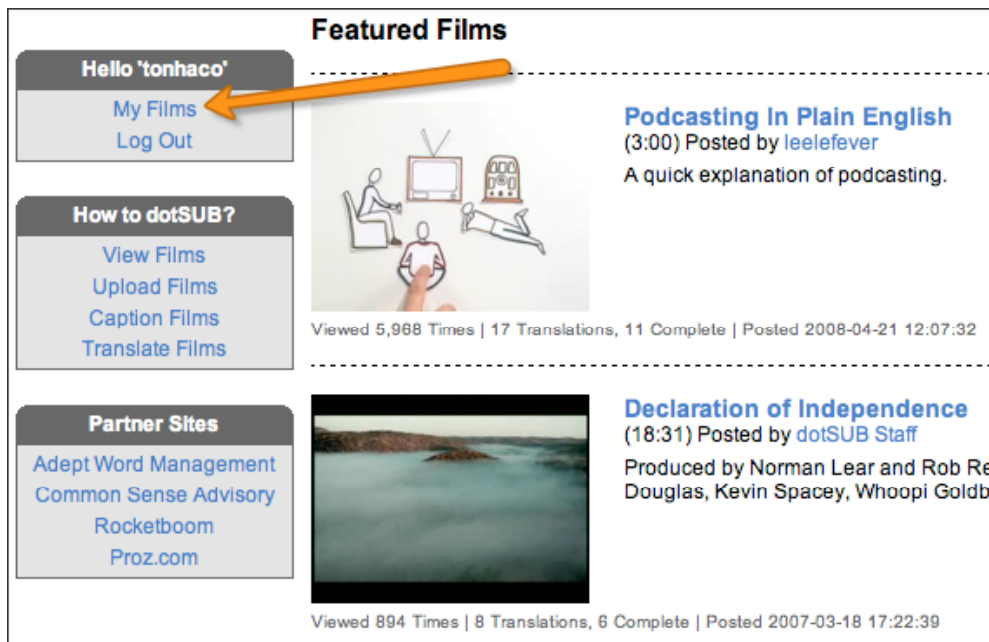 Featured Films
Hello 'tonhaco'
My Films
Log Out
How to dotSUB?
View Films
Upload Films
Caption Films
Translate Films
Partner Sites
Adept Word Management
Common Sense Advisory
Rocketboom
Proz.com
Podcasting In Plain English
(3:00) Posted by leelefever
A quick explanation of podcasting.
Viewed 5,968 Times | 17 Translations, 11 Complete | Posted 2008-04-21 12:07:32
Declaration of Independence
(18:31) Posted by dotSUB Staff
Produced by Norman Lear and Rob Re
Douglas, Kevin Spacey, Whoopi Goldb
Viewed 894 Times | 8 Translations, 6 Complete | Posted 2007-03-18 17:22:39